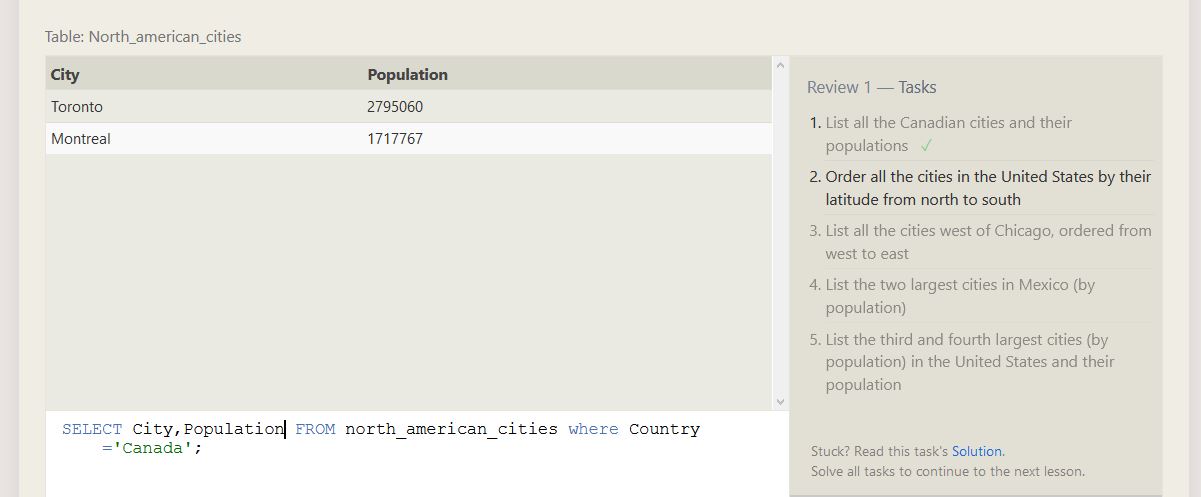 Table: North_american_cities
City Population
Toronto 2795060
Montreal 1717767
SELECT City,Population FROM north_american_cities where Country
='Canada';
Review 1 — Tasks
1. List all the Canadian cities and their
populations ✓
2. Order all the cities in the United States by their
latitude from north to south
3. List all the cities west of Chicago, ordered from
west to east
4. List the two largest cities in Mexico (by
population)
5. List the third and fourth largest cities (by
population) in the United States and their
population
Stuck? Read this task's Solution.
Solve all tasks to continue to the next lesson.